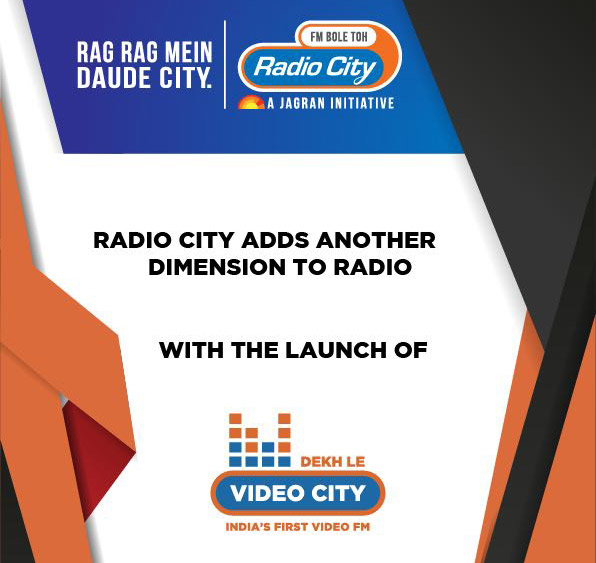 RAG RAG MEIN
DAUDE CITY.
FM BOLE TOH
Radio City
A JAGRAN INITIATIVE
RADIO CITY ADDS ANOTHER
DIMENSION TO RADIO
WITH THE LAUNCH OF
DEKH LE
VIDEO CITY
INDIA'S FIRST VIDEO FM